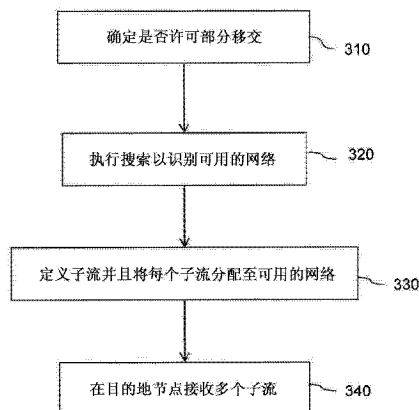 确定是否许可部分移交
310
执行搜索以识别可用的网络
320
定义子流并且将每个子流分配至可用的网络
330
在目的地节点接收多个子流
340